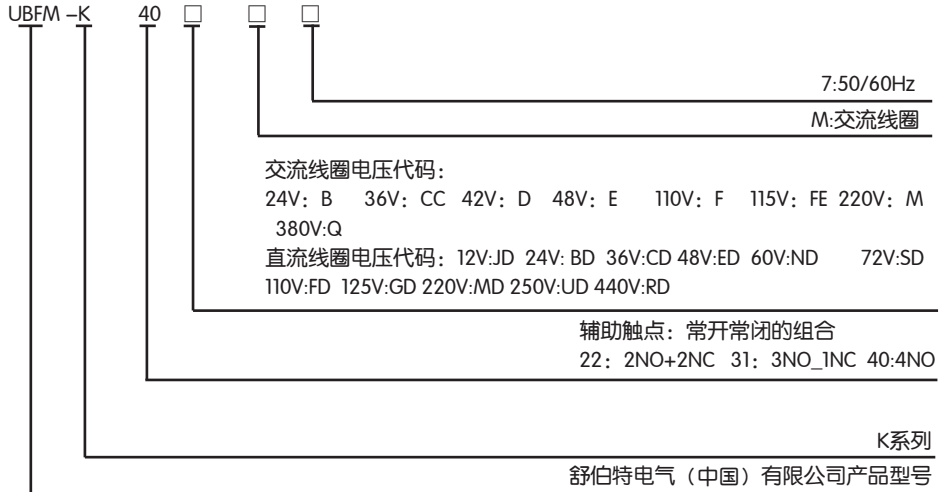 UBFM –K 40 □ □ □
7:50/60Hz
M:交流线圈
交流线圈电压代码：
24V：B 36V：CC 42V：D 48V：E 110V：F 115V：FE 220V：M
380V:Q
直流线圈电压代码：12V:JD 24V: BD 36V:CD 48V:ED 60V:ND 72V:SD
110V:FD 125V:GD 220V:MD 250V:UD 440V:RD
辅助触点：常开常闭的组合
22：2NO+2NC 31：3NO_1NC 40:4NO
K系列
舒伯特电气（中国）有限公司产品型号